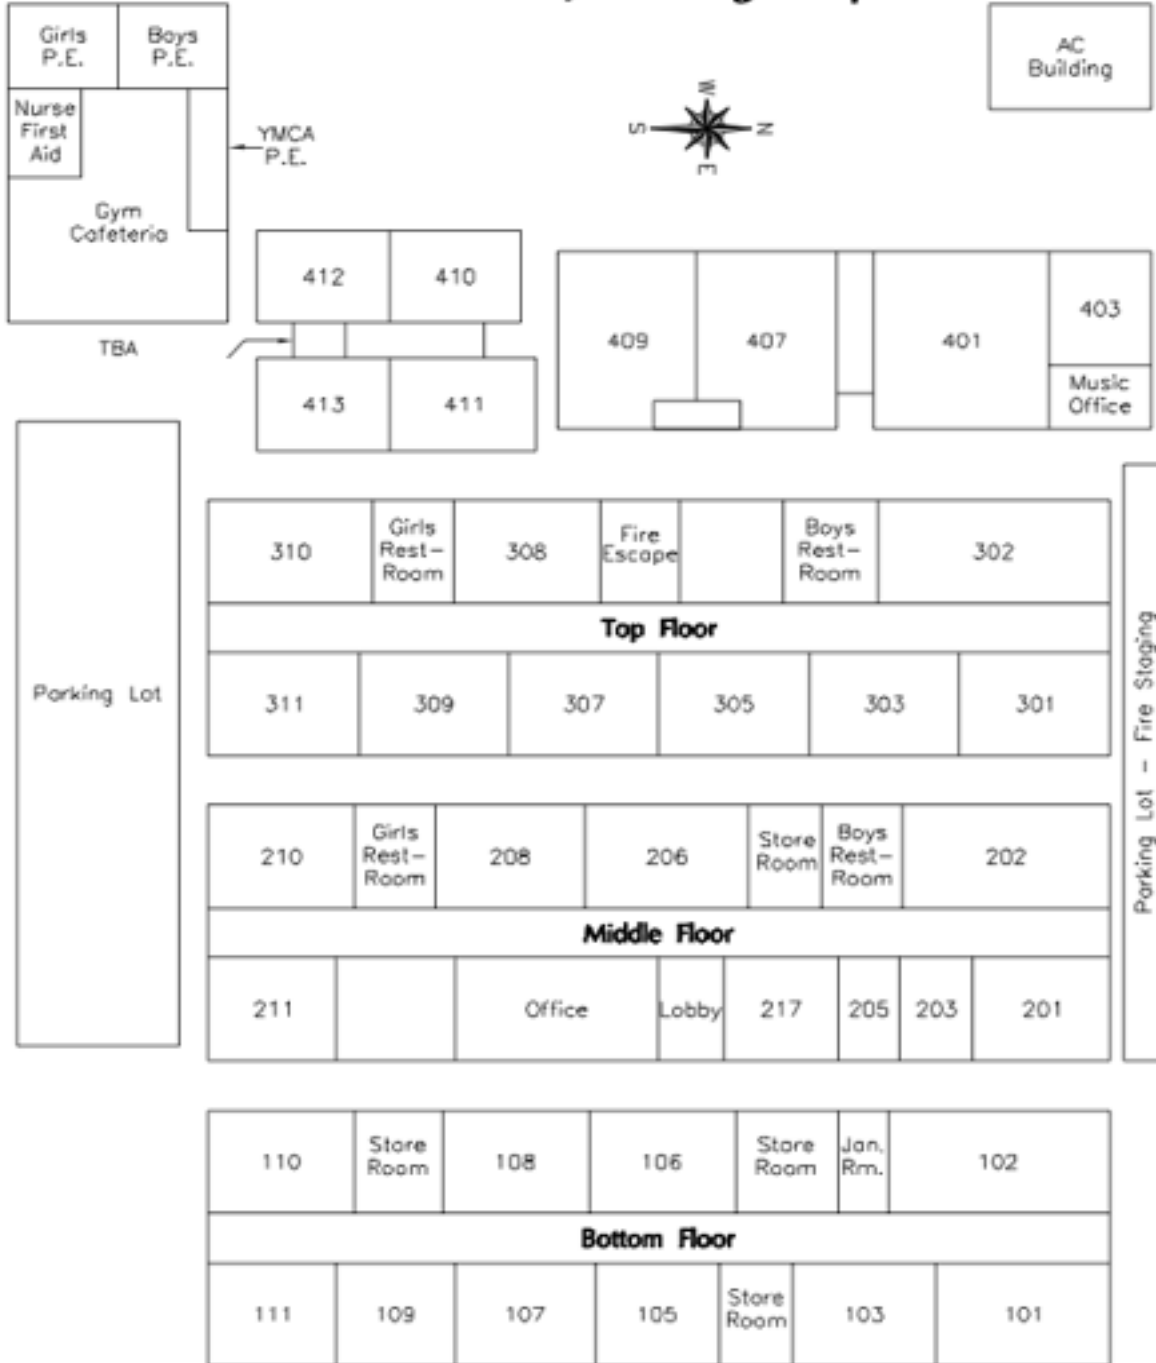 Girls
P.E.
Boys
P.E.
AC
Building
Nurse
First
Aid
YMCA
P.E.
W
S
N
E
Gym
Cafeteria
412
410
403
409
407
401
TBA
Music
Office
413
411
310
Girls
Rest-
Room
308
Fire
Escape
Boys
Rest-
Room
302
Top Floor
Parking Lot
311
309
307
305
303
301
Parking Lot - Fire Staging
210
Girls
Rest-
Room
208
206
Store
Room
Boys
Rest-
Room
202
Middle Floor
211
Office
Lobby
217
205
203
201
110
Store
Room
108
106
Store
Room
Jan.
Rm.
102
Bottom Floor
111
109
107
105
Store
Room
103
101